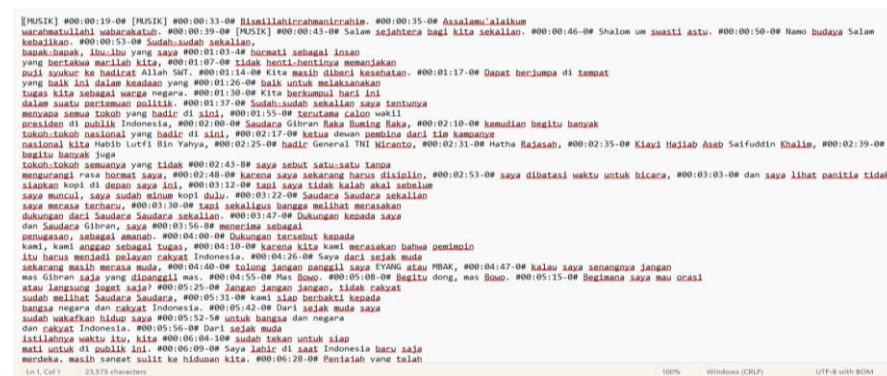 [MUSIK] #00:00:19-0# [MUSIK] #00:00:33-0# Bismillahirrahmanirrahim. #00:00:35-0# Assalamu'alaikum
warahmatullahi wabarakatuh. #00:00:39-0# [MUSIK] #00:00:43-0# Salam sejahtera bagi kita sekalian. #00:00:46-0# Shalom um swasti astu. #00:00:50-0# Namo budaya Salam
kebajikan. #00:00:53-0# Sudah-sudah sekalian,
bapak-bapak, ibu-ibu yang saya #00:01:03-4# hormati sebagai insan
yang bertakwa marilah kita, #00:01:07-0# tidak henti-hentinya memanjakan
puji syukur ke hadirat Allah SWT. #00:01:14-0# Kita masih diberi kesehatan. #00:01:17-0# Dapat berjumpa di tempat
yang baik ini dalam keadaan yang #00:01:26-0# baik untuk melaksanakan
tugas kita sebagai warga negara. #00:01:30-0# Kita berkumpul hari ini
dalam suatu pertemuan politik. #00:01:37-0# Sudah-sudah sekalian saya tentunya
menyapa semua tokoh yang hadir di sini, #00:01:55-0# terutama calon wakil
presiden di publik Indonesia, #00:02:00-0# Saudara Gibran Raka Buming Raka, #00:02:10-0# kemudian begitu banyak
tokoh-tokoh nasional yang hadir di sini, #00:02:17-0# ketua dewan pembina dari tim kampanye
nasional kita Habib Lutfi Bin Yahya, #00:02:25-0# hadir General TNI Wiranto, #00:02:31-0# Hatha Rajasah, #00:02:35-0# Kiayi Hajiab Aseb Saifuddin Khalim, #00:02:39-0#
begitu banyak juga
tokoh-tokoh semuanya yang tidak #00:02:43-8# saya sebut satu-satu tanpa
mengurangi rasa hormat saya, #00:02:48-0# karena saya sekarang harus disiplin, #00:02:53-0# saya dibatasi waktu untuk bicara, #00:03:03-0# dan saya lihat panitia tidak
siapkan kopi di depan saya ini, #00:03:12-0# tapi saya tidak kalah akal sebelum
saya muncul, saya sudah minum kopi dulu. #00:03:22-0# Saudara Saudara sekalian
saya merasa terharu, #00:03:30-0# tapi sekaligus bangga melihat merasakan
dukungan dari Saudara Saudara sekalian. #00:03:47-0# Dukungan kepada saya
dan Saudara Gibran, saya #00:03:56-8# menerima sebagai
penugasan, sebagai amanah. #00:04:00-0# Dukungan tersebut kepada
kami, kami anggap sebagai tugas, #00:04:10-0# karena kita kami merasakan bahwa pemimpin
itu harus menjadi pelayan rakyat Indonesia. #00:04:26-0# Saya dari sejak muda
sekarang masih merasa muda, #00:04:40-0# tolong jangan panggil saya EYANG atau MBAK, #00:04:47-0# kalau saya senangnya jangan
mas Gibran saja yang dipanggil mas. #00:04:55-0# Mas Bowo. #00:05:08-0# Begitu dong, mas Bowo. #00:05:15-0# Begimana saya mau orasi
atau langsung joget saja? #00:05:25-0# Jangan jangan jangan, tidak rakyat
sudah melihat Saudara Saudara, #00:05:31-0# kami siap berbakti kepada
bangsa negara dan rakyat Indonesia. #00:05:42-0# Dari sejak muda saya
sudah wakafkan hidup saya #00:05:52-5# untuk bangsa dan negara
dan rakyat Indonesia. #00:05:56-0# Dari sejak muda
istilahnya waktu itu, kita #00:06:04-10# sudah tekan untuk siap
mati untuk di publik ini. #00:06:09-0# Saya lahir di saat Indonesia baru saja
merdeka, masih sangat sulit ke hidupan kita. #00:06:28-0# Penjajah yang telah
Ln 1, Col 1 23,575 characters 100% Windows (CRLF) UTF-8 with BOM